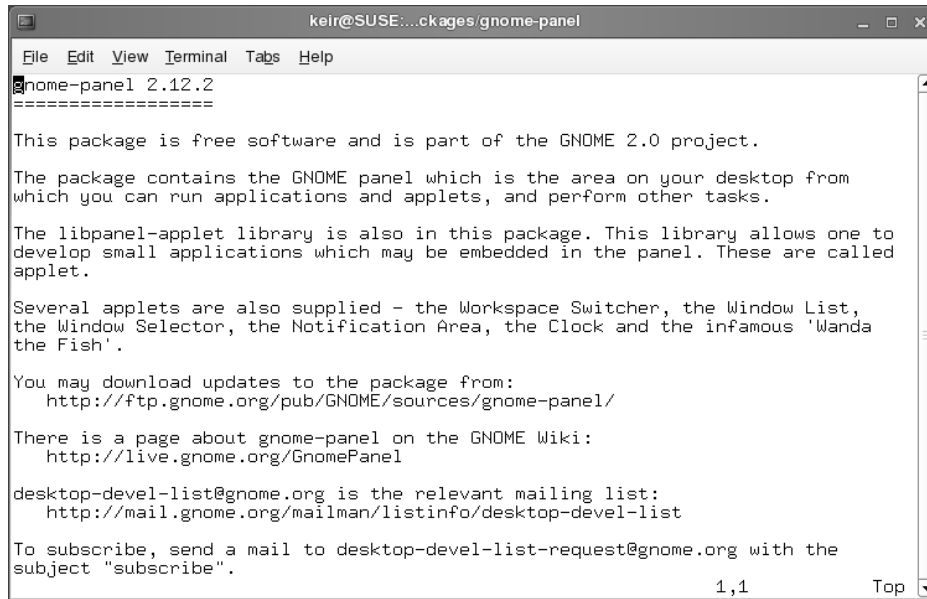 keir@SUSE:...ckages/gnome-panel
File Edit View Terminal Tabs Help
gnome-panel 2.12.2
===================
This package is free software and is part of the GNOME 2.0 project.
The package contains the GNOME panel which is the area on your desktop from
which you can run applications and applets, and perform other tasks.
The libpanel-applet library is also in this package. This library allows one to
develop small applications which may be embedded in the panel. These are called
applet.
Several applets are also supplied - the Workspace Switcher, the Window List,
the Window Selector, the Notification Area, the Clock and the infamous 'Wanda
the Fish'.
You may download updates to the package from:
http://ftp.gnome.org/pub/GNOME/sources/gnome-panel/
There is a page about gnome-panel on the GNOME Wiki:
http://live.gnome.org/GnomePanel
desktop-devel-list@gnome.org is the relevant mailing list:
http://mail.gnome.org/mailman/listinfo/desktop-devel-list
To subscribe, send a mail to desktop-devel-list-request@gnome.org with the
subject "subscribe".
1,1 Top